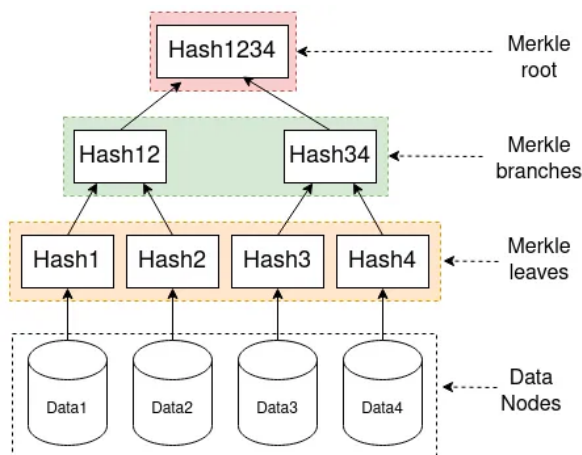 Hash1234
Merkle
root
Hash12
Hash34
Merkle
branches
Hash1
Hash2
Hash3
Hash4
Merkle
leaves
Data1
Data2
Data3
Data4
Data
Nodes